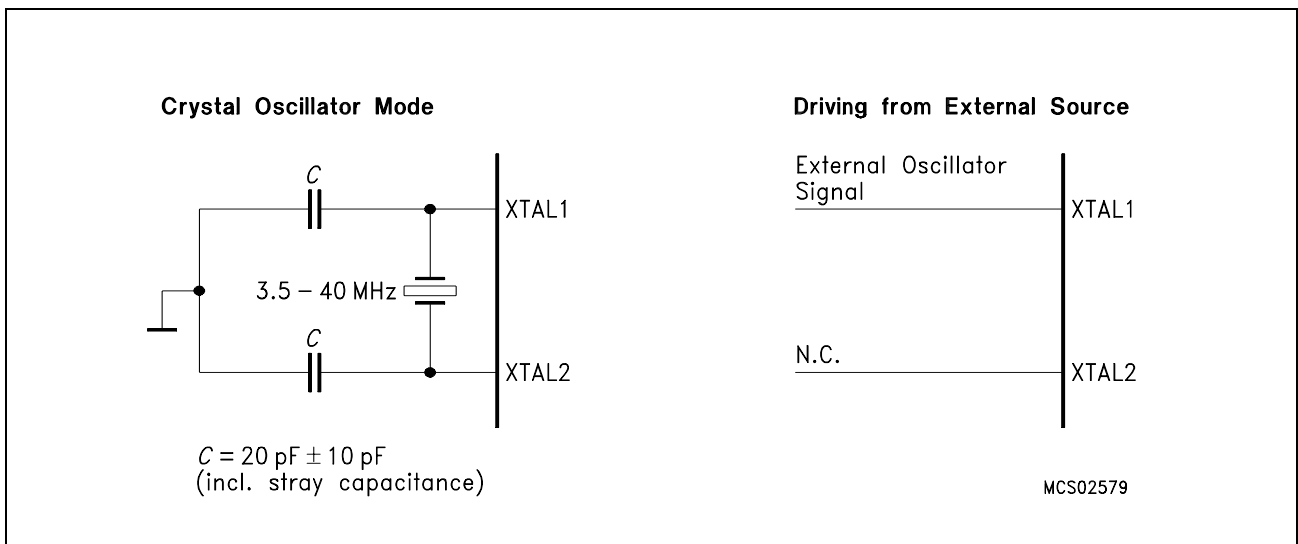 Crystal Oscillator Mode
C
XTAL1
3.5 – 40 MHz
C
XTAL2
C = 20 pF ± 10 pF
(incl. stray capacitance)
Driving from External Source
External Oscillator
Signal
XTAL1
N.C.
XTAL2
MCS02579